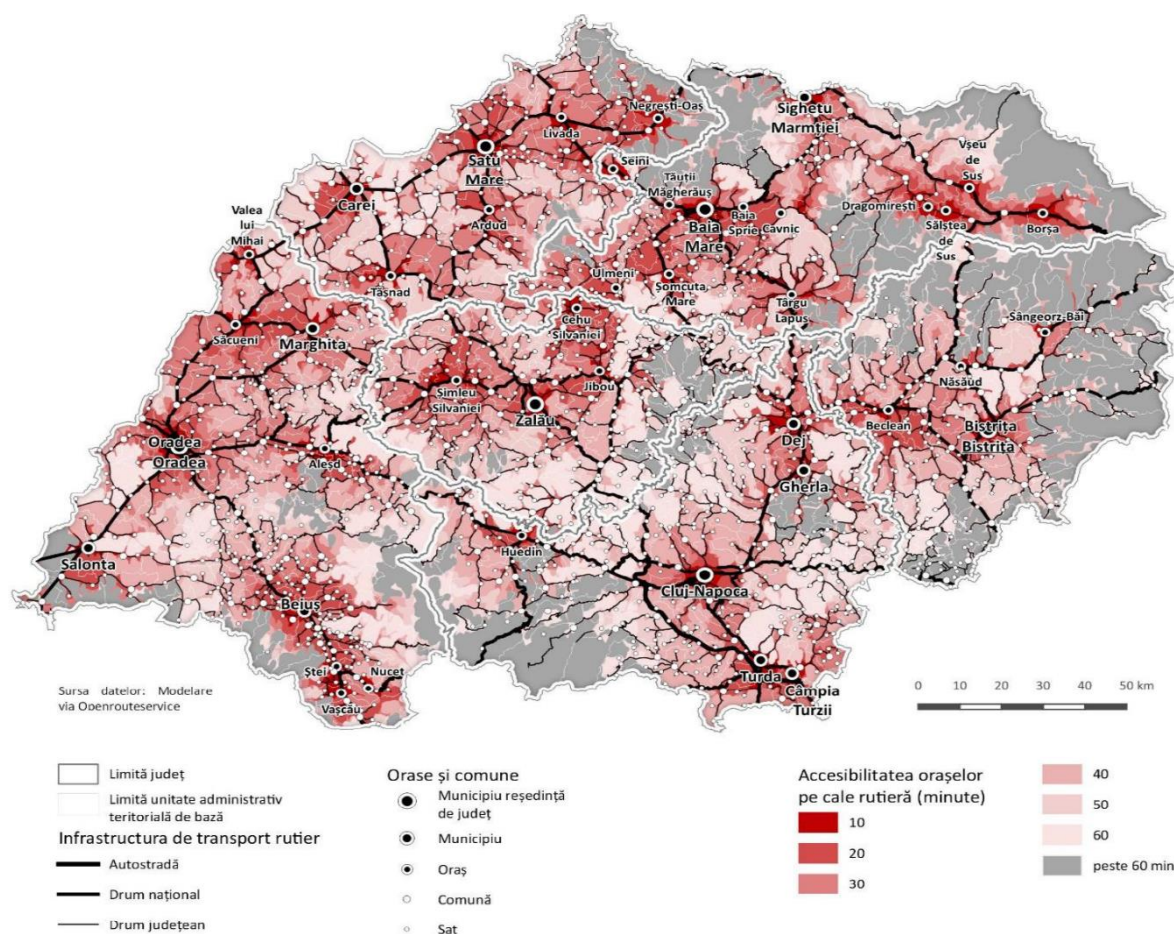 Negrești-Oaș
Sighetu
Marmției
Livada
Vșeu
de
Sus
Satu
Mare
Seini
Tăuții
Măgherăuș
Carei
Dragomirești
Baia
Mare
Baia
Sprie
Cavnic
Valea
lui
Mihai
Ardud
Săliștea
de
Sus
Borșa
Ulmeni
Șomcuta
Mare
Tășnad
Târgu
Lapuș
Cehu
Silvaniei
Sângeorz-Băi
Săcueni
Marghita
Jibou
Năsăud
Simleu
Silvaniei
Zalău
Beclean
Bistrița
Bistrița
Dej
Oradea
Oradea
Aleșd
Gherla
Huedin
Salonta
Cluj-Napoca
Beiuș
Ștei
Nucet
Vașcău
Turda
Câmpia
Turzii
Sursa datelor: Modelare
via Openrouteservice
0 10 20 30 40 50 km
Limită județ
Limită unitate administrativ
teritorială de bază
Infrastructura de transport rutier
Autostradă
Drum național
Drum județean
Orase și comune
Municipiu reședință
de județ
Municipiu
Oraș
Comună
Sat
Accesibilitatea orașelor
pe cale rutieră (minute)
10
20
30
40
50
60
peste 60 min